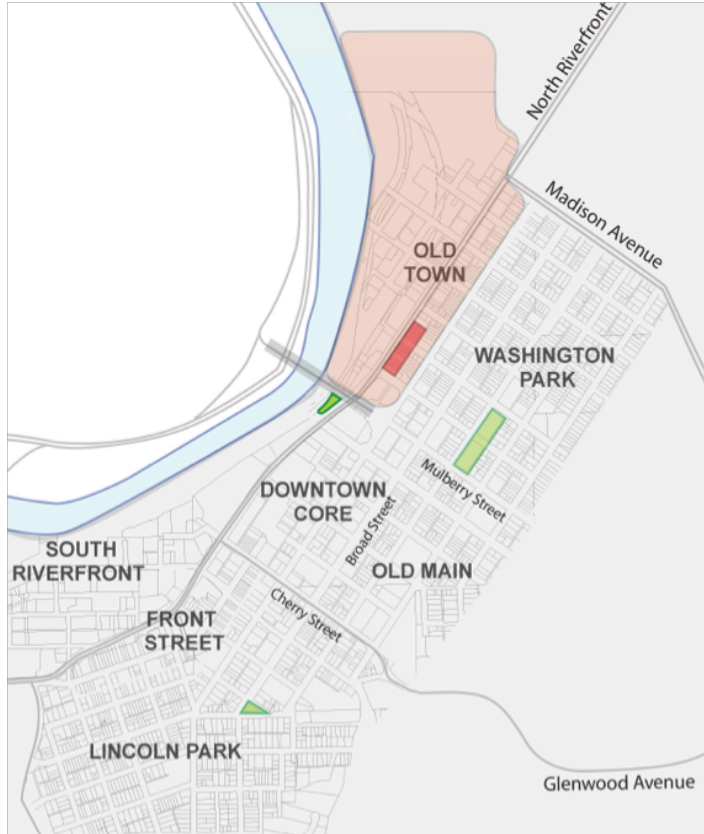 North Riverfront
Madison Avenue
OLD
TOWN
WASHINGTON
PARK
Mulberry Street
DOWNTOWN
CORE
Broad Street
SOUTH
RIVERFRONT
OLD MAIN
Cherry Street
FRONT
STREET
LINCOLN PARK
Glenwood Avenue